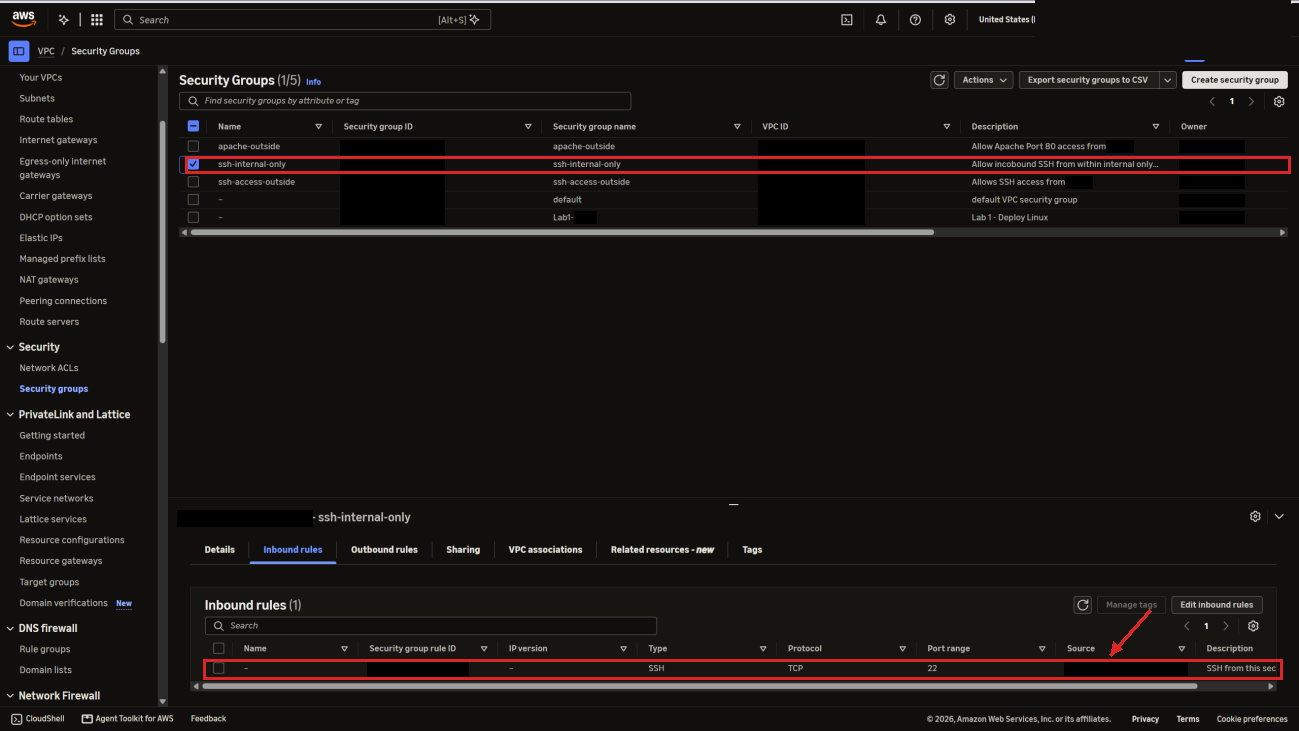 aws
Search [Alt+S]
United States (
VPC / Security Groups
Your VPCs
Subnets
Route tables
Internet gateways
Egress-only internet
gateways
Carrier gateways
DHCP option sets
Elastic IPs
Managed prefix lists
NAT gateways
Peering connections
Route servers
Security
Network ACLs
Security groups
PrivateLink and Lattice
Getting started
Endpoints
Endpoint services
Service networks
Lattice services
Resource configurations
Resource gateways
Target groups
Domain verifications New
DNS firewall
Rule groups
Domain lists
Network Firewall
Security Groups (1/5) Info
Actions
Export security groups to CSV
Create security group
Find security groups by attribute or tag
1
Name Security group ID Security group name VPC ID Description Owner
apache-outside apache-outside Allow Apache Port 80 access from
ssh-internal-only ssh-internal-only Allow incobound SSH from within internal only...
ssh-access-outside ssh-access-outside Allows SSH access from
– default default VPC security group
– Lab1- Lab 1 - Deploy Linux
- ssh-internal-only
Details Inbound rules Outbound rules Sharing VPC associations Related resources - new Tags
Inbound rules (1)
Manage tags Edit inbound rules
Search
1
Name Security group rule ID IP version Type Protocol Port range Source Description
– – SSH TCP 22 SSH from this sec
CloudShell Agent Toolkit for AWS Feedback
© 2026, Amazon Web Services, Inc. or its affiliates. Privacy Terms Cookie preferences